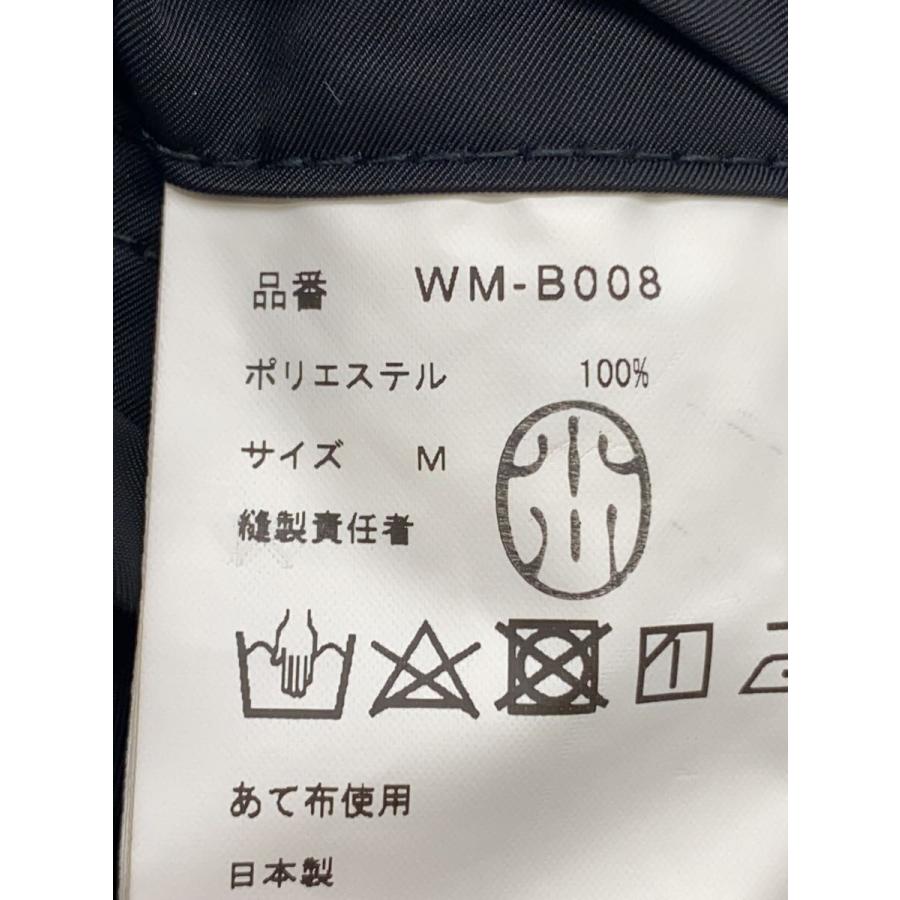 品番 WM-B008
ポリエステル 100%
サイズ M
縫製責任者
あて布使用
日本製